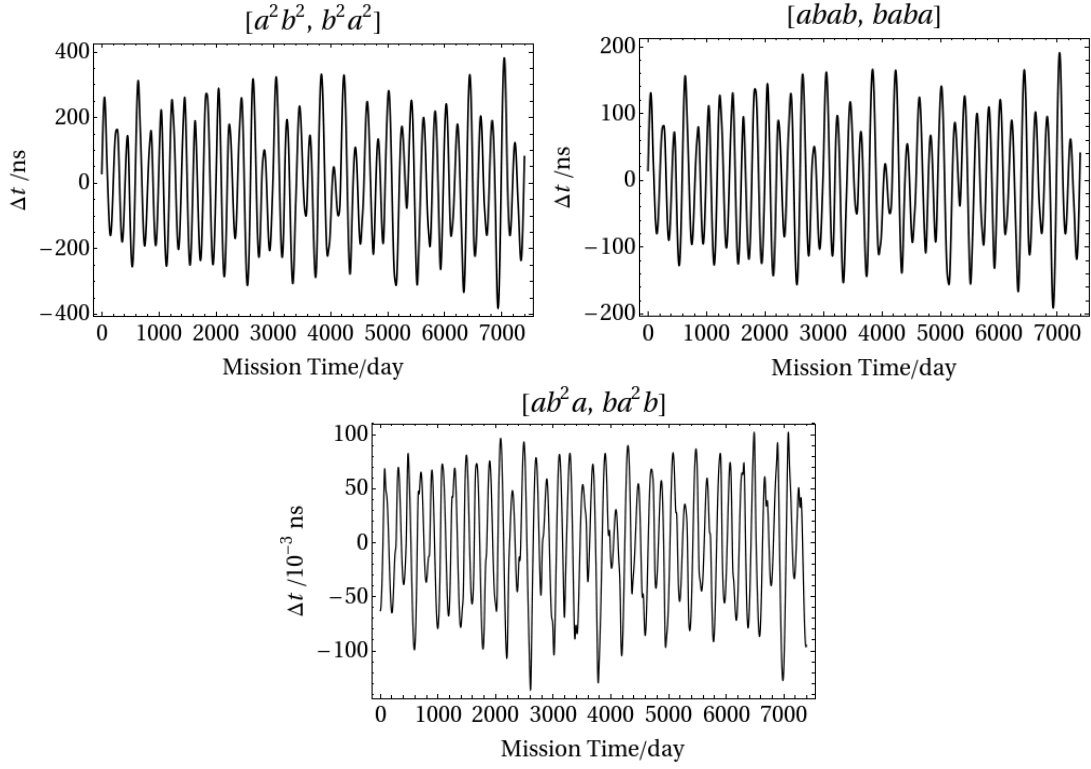 [a²b², b²a²]
400
200
0
−200
−400
Δt /ns
0 1000 2000 3000 4000 5000 6000 7000
Mission Time/day
[abab, baba]
200
100
0
−100
−200
Δt /ns
0 1000 2000 3000 4000 5000 6000 7000
Mission Time/day
[ab²a, ba²b]
100
50
0
−50
−100
Δt /10⁻³ ns
0 1000 2000 3000 4000 5000 6000 7000
Mission Time/day